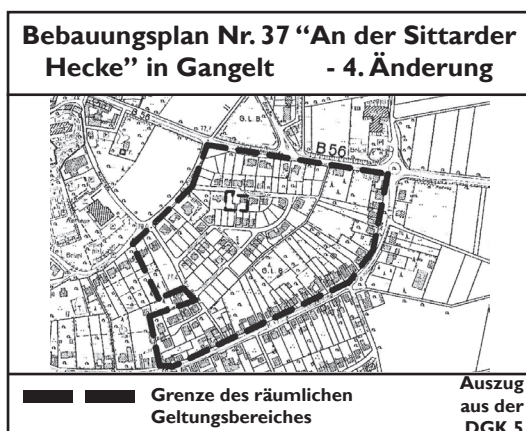 Bebauungsplan Nr. 37 “An der Sittarder
Hecke” in Gangelt - 4. Änderung
G.L.B.
B 56
G.L.B.
Grenze des räumlichen
Geltungsbereiches
Auszug
aus der
DGK 5